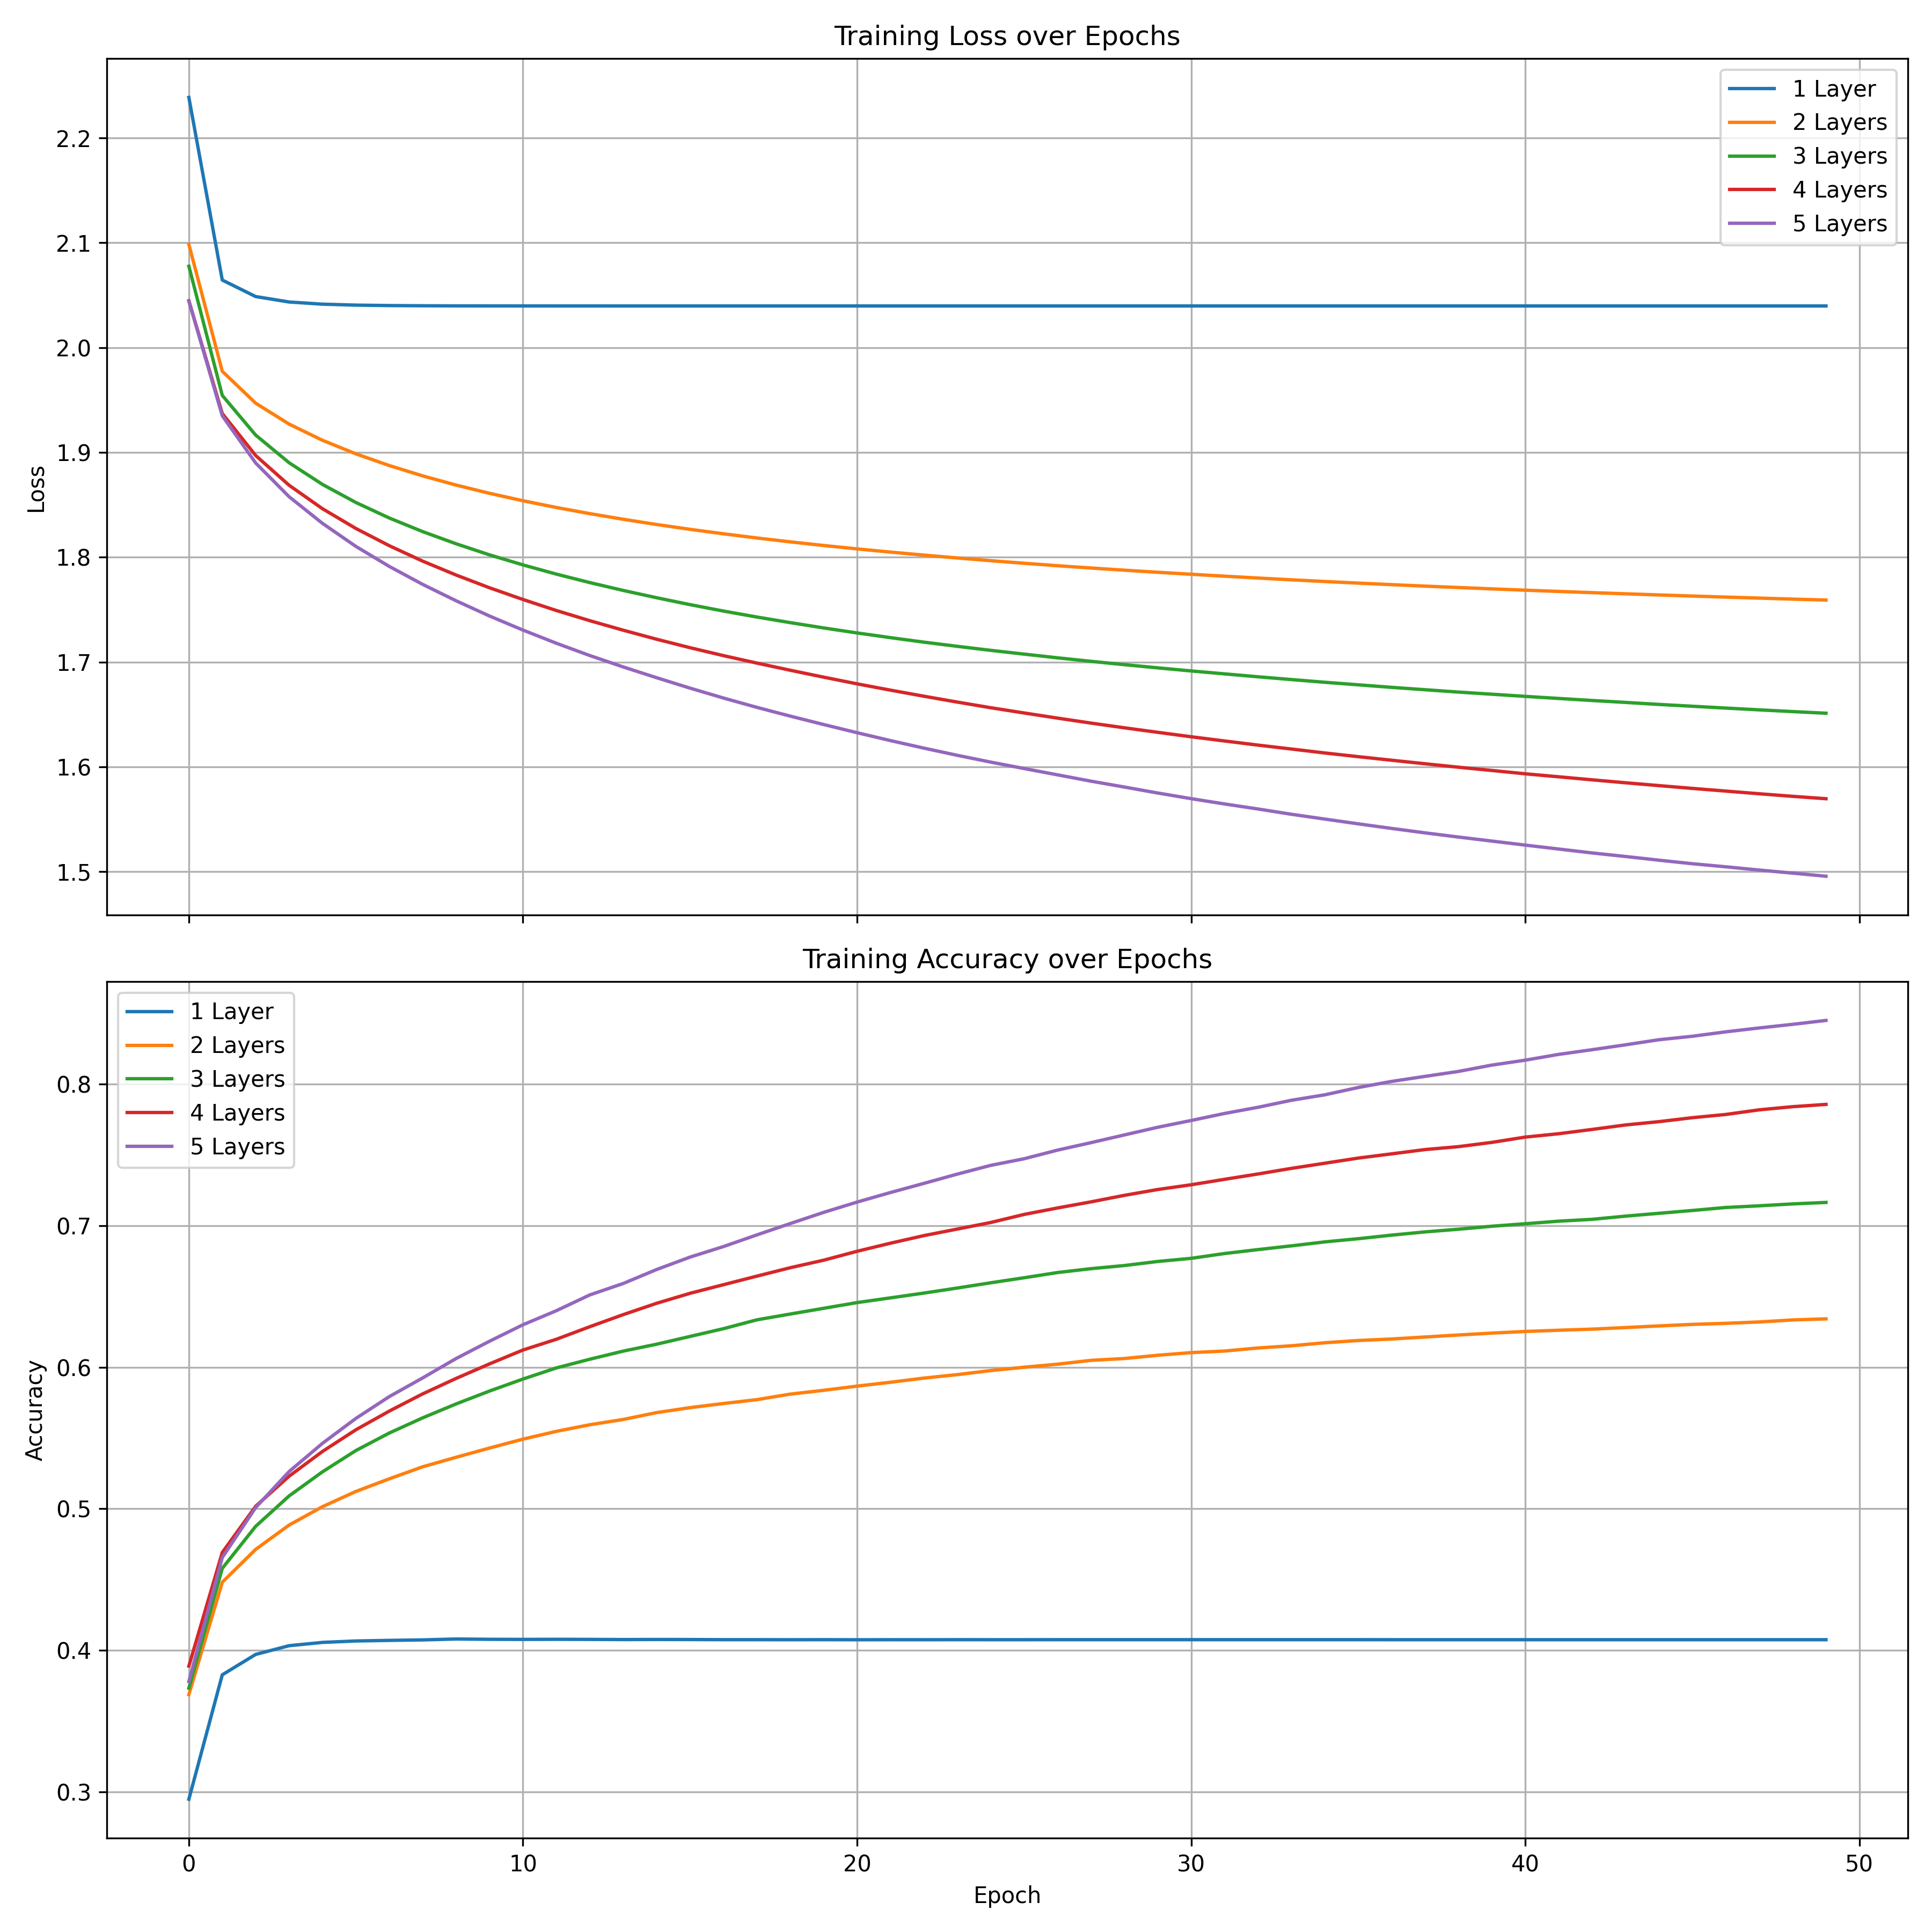 Training Loss over Epochs
Loss
2.2
2.1
2.0
1.9
1.8
1.7
1.6
1.5
1 Layer
2 Layers
3 Layers
4 Layers
5 Layers
Training Accuracy over Epochs
Accuracy
1 Layer
2 Layers
3 Layers
4 Layers
5 Layers
0.8
0.7
0.6
0.5
0.4
0.3
0 10 20 30 40 50
Epoch